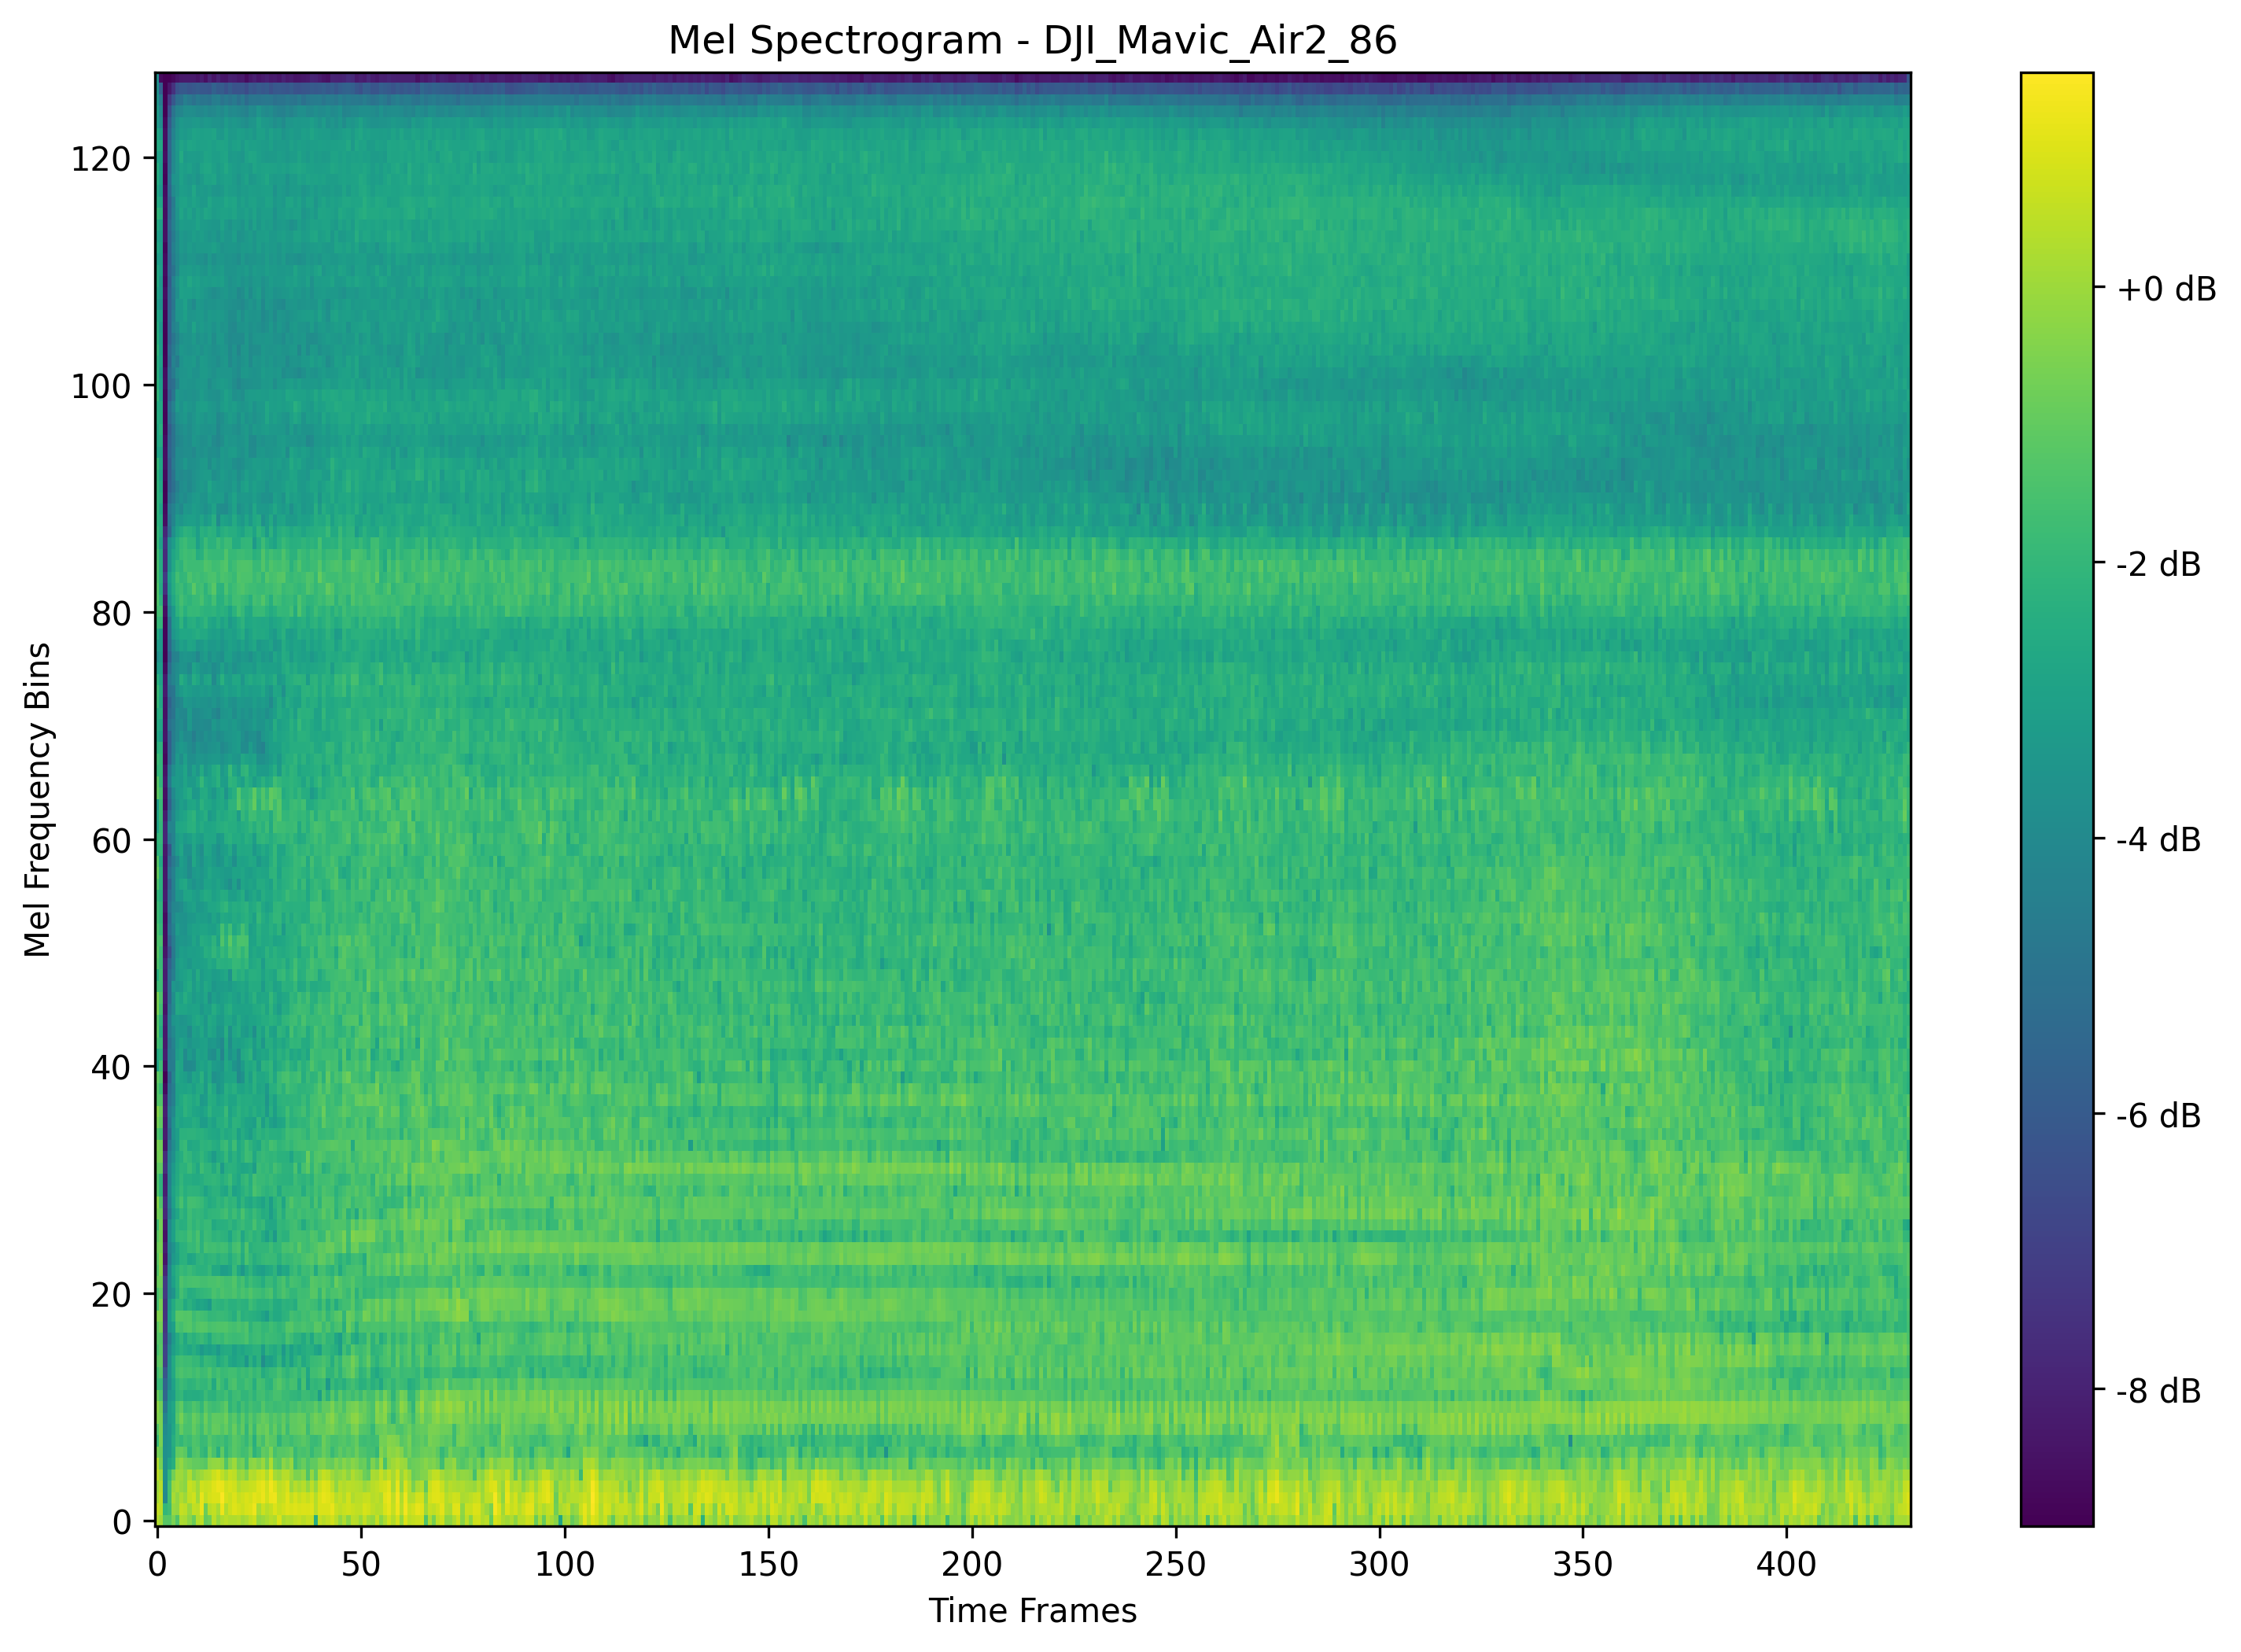 Mel Spectrogram - DJI_Mavic_Air2_86
120
100
80
60
40
20
0
Mel Frequency Bins
0 50 100 150 200 250 300 350 400
Time Frames
+0 dB
-2 dB
-4 dB
-6 dB
-8 dB